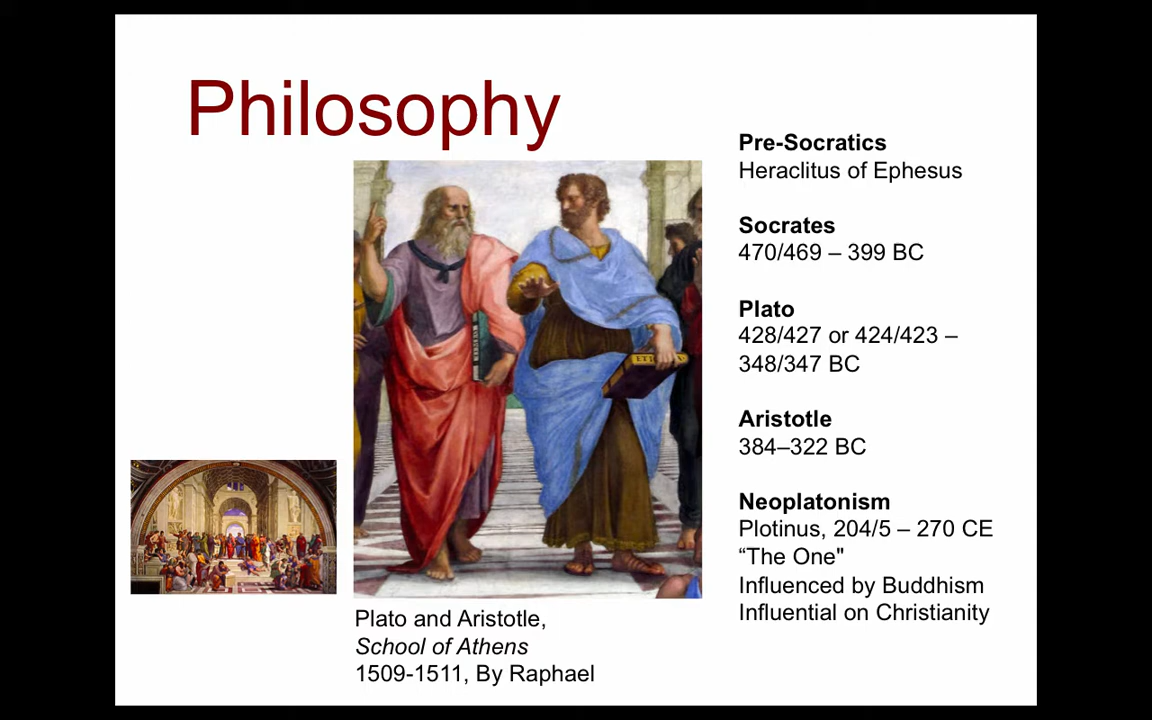 Philosophy
Pre-Socratics
Heraclitus of Ephesus
Socrates
470/469 – 399 BC
Plato
428/427 or 424/423 –
348/347 BC
Aristotle
384–322 BC
Neoplatonism
Plotinus, 204/5 – 270 CE
“The One"
Influenced by Buddhism
Influential on Christianity
Plato and Aristotle,
School of Athens
1509-1511, By Raphael